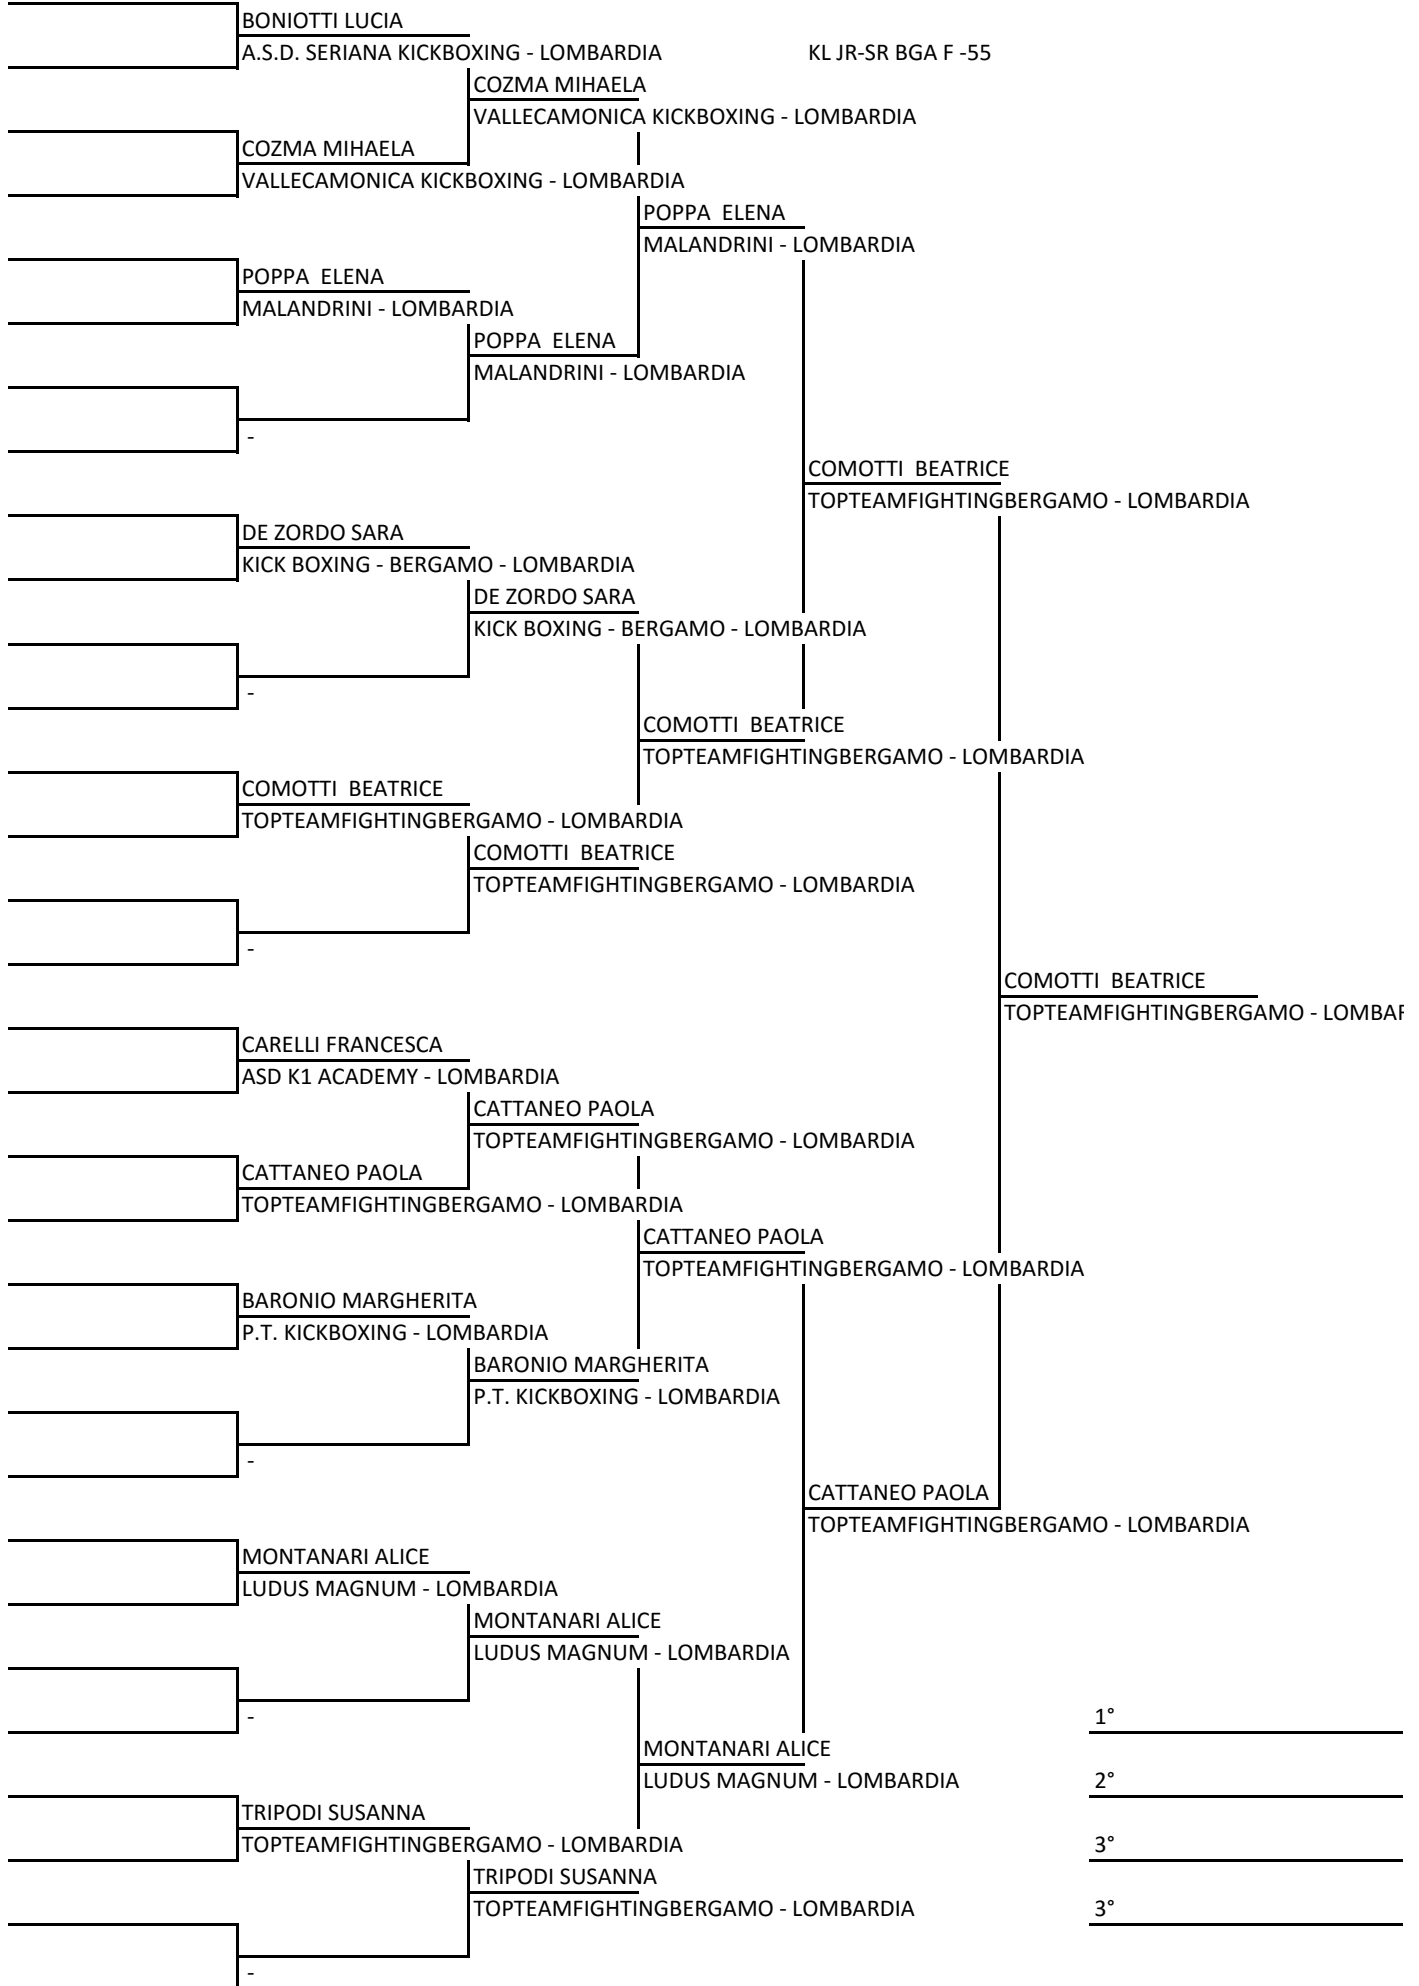 BONIOTTI LUCIA
A.S.D. SERIANA KICKBOXING - LOMBARDIA
KL JR-SR BGA F -55
COZMA MIHAELA
VALLECAMONICA KICKBOXING - LOMBARDIA
COZMA MIHAELA
VALLECAMONICA KICKBOXING - LOMBARDIA
POPPA  ELENA
MALANDRINI - LOMBARDIA
POPPA  ELENA
MALANDRINI - LOMBARDIA
POPPA  ELENA
MALANDRINI - LOMBARDIA
-
COMOTTI  BEATRICE
TOPTEAMFIGHTINGBERGAMO - LOMBARDIA
DE ZORDO SARA
KICK BOXING - BERGAMO - LOMBARDIA
DE ZORDO SARA
KICK BOXING - BERGAMO - LOMBARDIA
-
COMOTTI  BEATRICE
TOPTEAMFIGHTINGBERGAMO - LOMBARDIA
COMOTTI  BEATRICE
TOPTEAMFIGHTINGBERGAMO - LOMBARDIA
COMOTTI  BEATRICE
TOPTEAMFIGHTINGBERGAMO - LOMBARDIA
-
COMOTTI  BEATRICE
TOPTEAMFIGHTINGBERGAMO - LOMBAR
CARELLI FRANCESCA
ASD K1 ACADEMY - LOMBARDIA
CATTANEO PAOLA
TOPTEAMFIGHTINGBERGAMO - LOMBARDIA
CATTANEO PAOLA
TOPTEAMFIGHTINGBERGAMO - LOMBARDIA
CATTANEO PAOLA
TOPTEAMFIGHTINGBERGAMO - LOMBARDIA
BARONIO MARGHERITA
P.T. KICKBOXING - LOMBARDIA
BARONIO MARGHERITA
P.T. KICKBOXING - LOMBARDIA
-
CATTANEO PAOLA
TOPTEAMFIGHTINGBERGAMO - LOMBARDIA
MONTANARI ALICE
LUDUS MAGNUM - LOMBARDIA
MONTANARI ALICE
LUDUS MAGNUM - LOMBARDIA
-
1°
MONTANARI ALICE
LUDUS MAGNUM - LOMBARDIA
2°
TRIPODI SUSANNA
TOPTEAMFIGHTINGBERGAMO - LOMBARDIA
3°
TRIPODI SUSANNA
TOPTEAMFIGHTINGBERGAMO - LOMBARDIA
3°
-